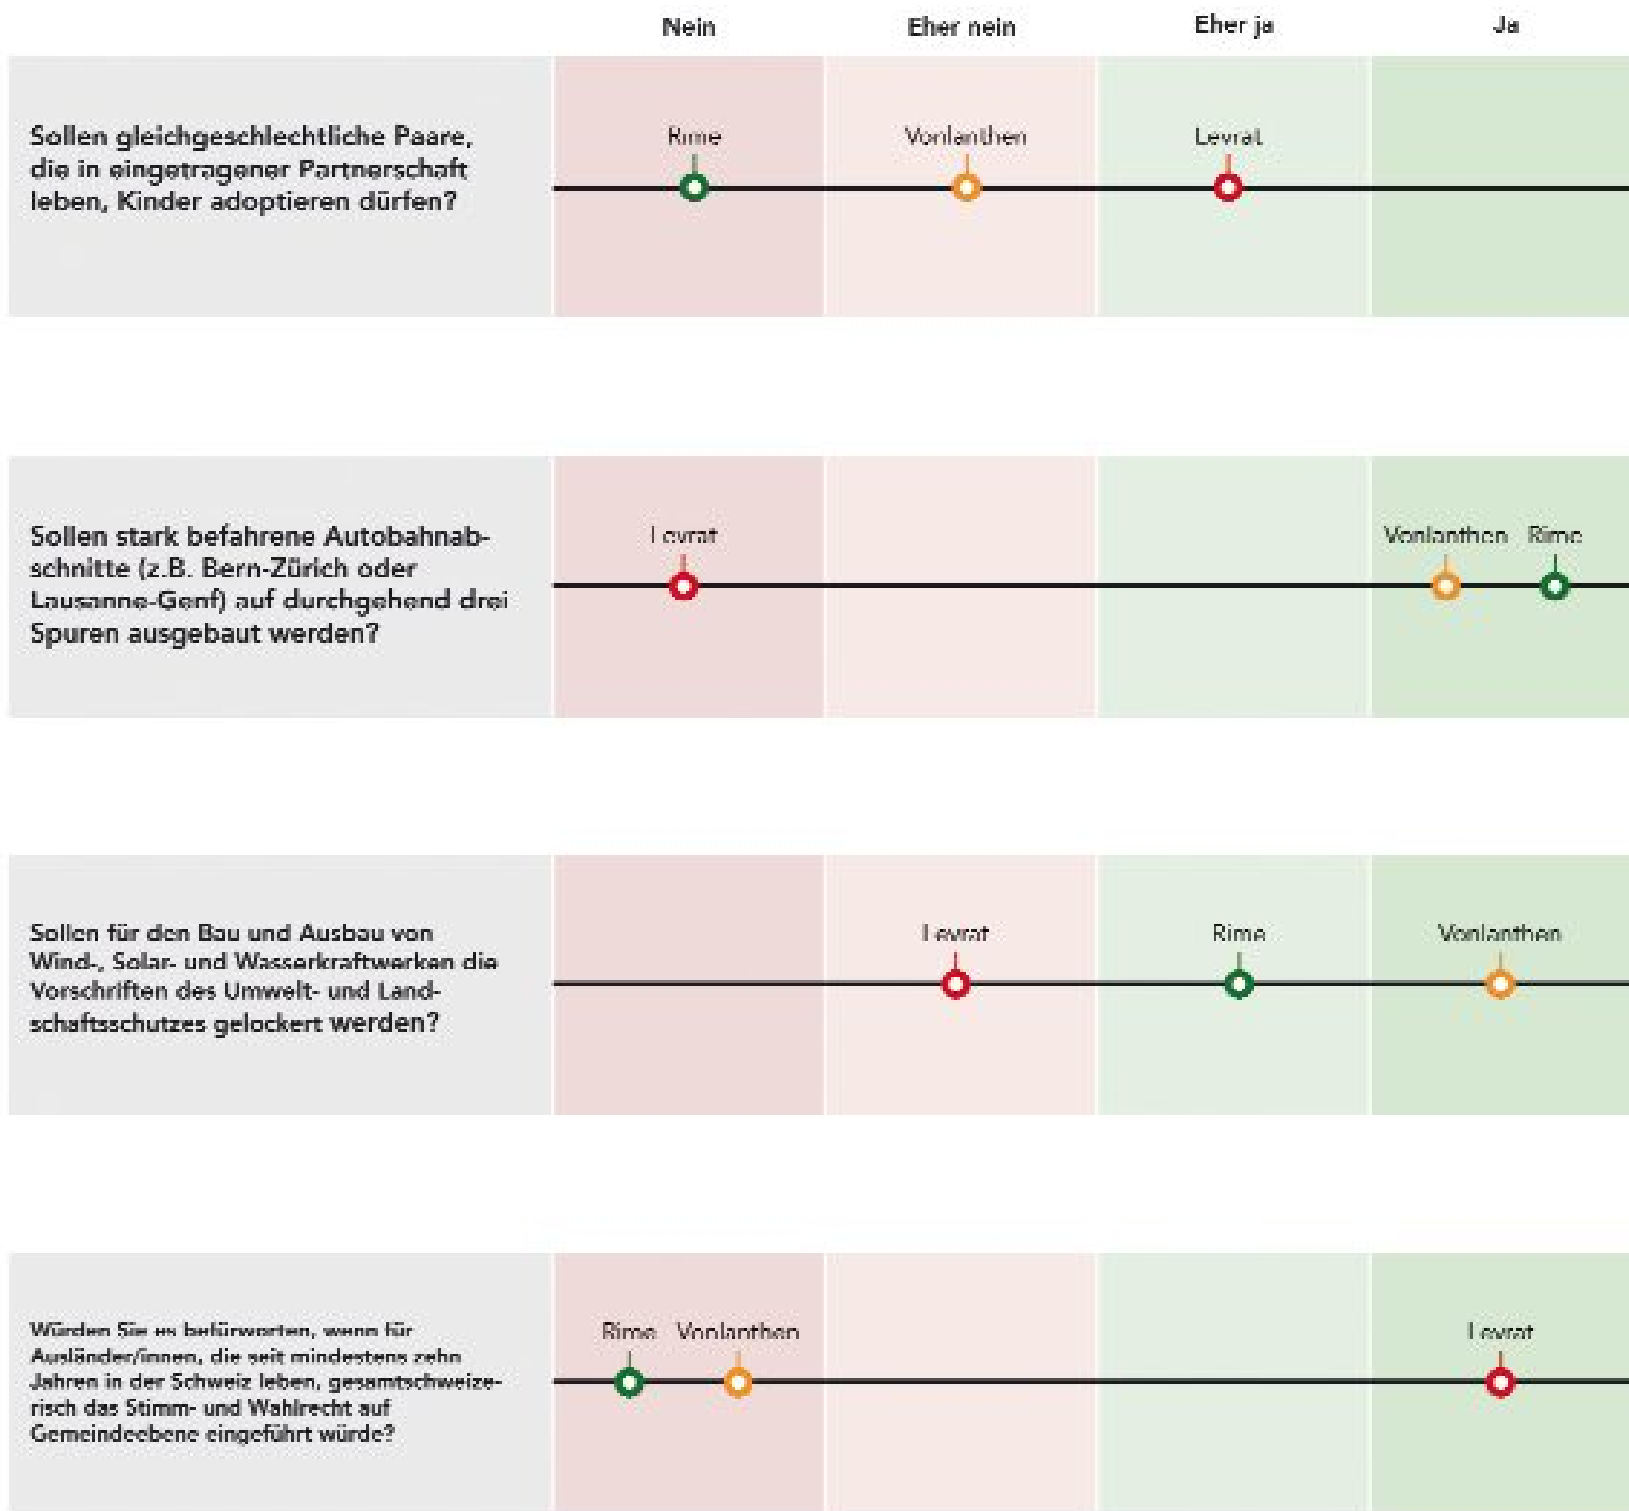 Nein Eher nein Eher ja Ja
Sollen gleichgeschlechtliche Paare,
die in eingetragener Partnerschaft
leben, Kinder adoptieren dürfen?
Rime Vonlanthen Levrat
Sollen stark befahrene Autobahnab-
schnitte (z.B. Bern-Zürich oder
Lausanne-Genf) auf durchgehend drei
Spuren ausgebaut werden?
Levrat Vonlanthen Rime
Sollen für den Bau und Ausbau von
Wind-, Solar- und Wasserkraftwerken die
Vorschriften des Umwelt- und Land-
schaftsschutzes gelockert werden?
Levrat Rime Vonlanthen
Würden Sie es befürworten, wenn für
Ausländer/innen, die seit mindestens zehn
Jahren in der Schweiz leben, gesamtschweize-
risch das Stimm- und Wahlrecht auf
Gemeindeebene eingeführt würde?
Rime Vonlanthen Levrat